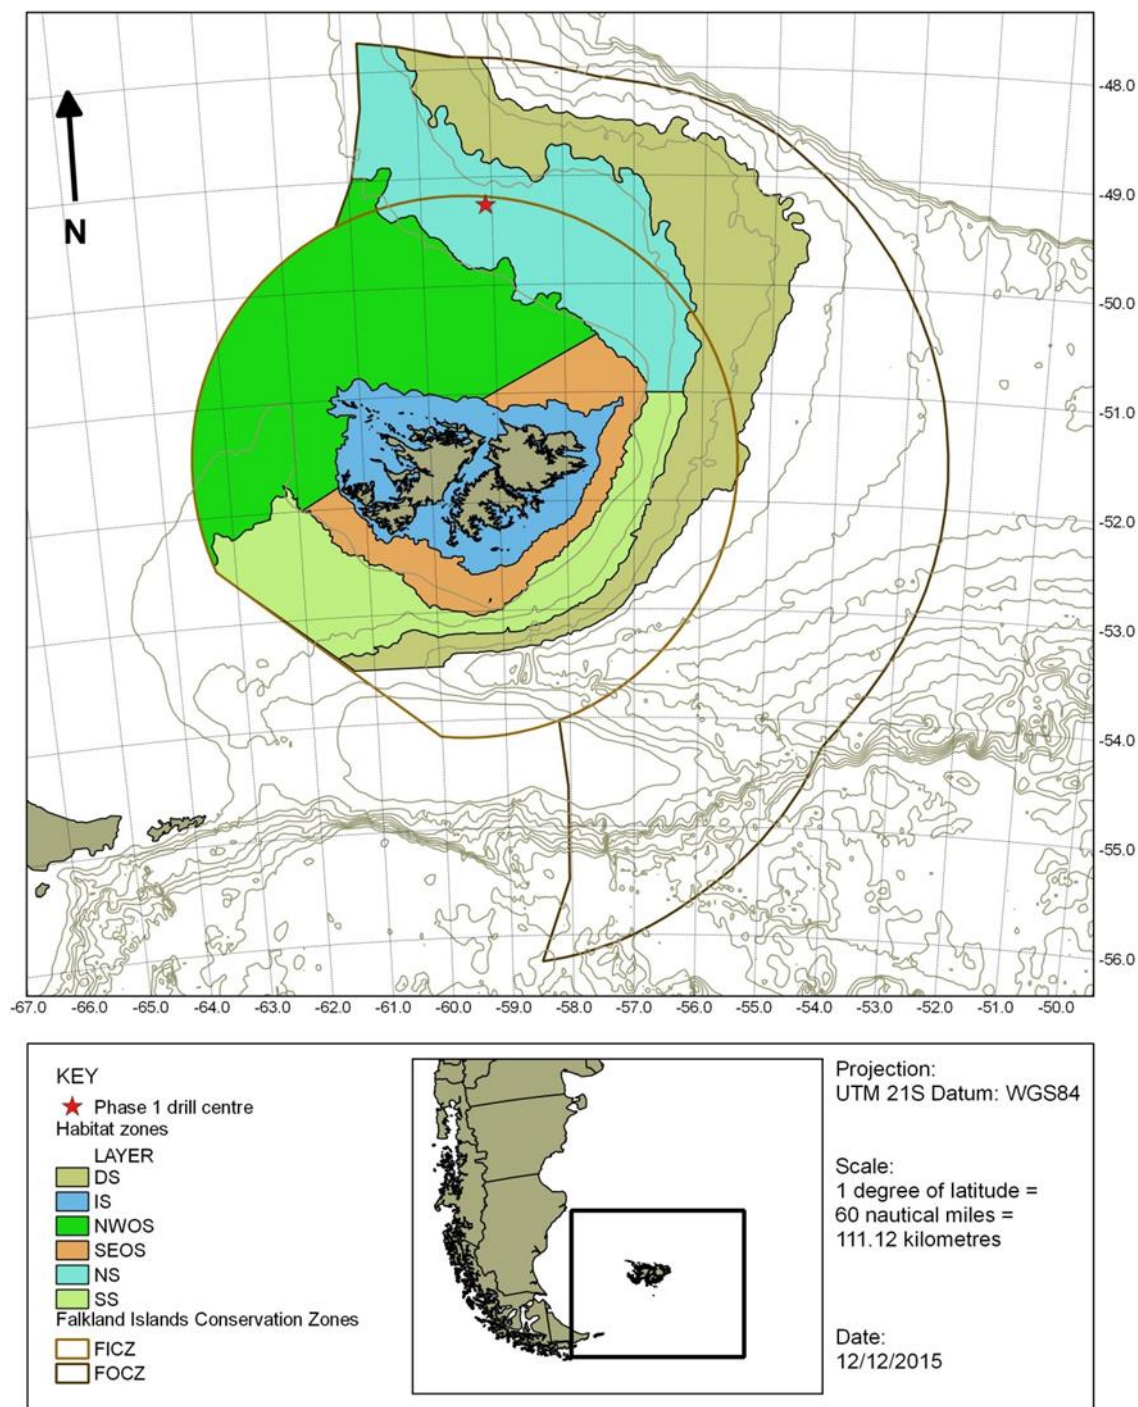 N
-48.0
-49.0
-50.0
-51.0
-52.0
-53.0
-54.0
-55.0
-56.0
-67.0 -66.0 -65.0 -64.0 -63.0 -62.0 -61.0 -60.0 -59.0 -58.0 -57.0 -56.0 -55.0 -54.0 -53.0 -52.0 -51.0 -50.0
KEY
Phase 1 drill centre
Habitat zones
LAYER
DS
IS
NWOS
SEOS
NS
SS
Falkland Islands Conservation Zones
FICZ
FOCZ
Projection:
UTM 21S Datum: WGS84
Scale:
1 degree of latitude =
60 nautical miles =
111.12 kilometres
Date:
12/12/2015